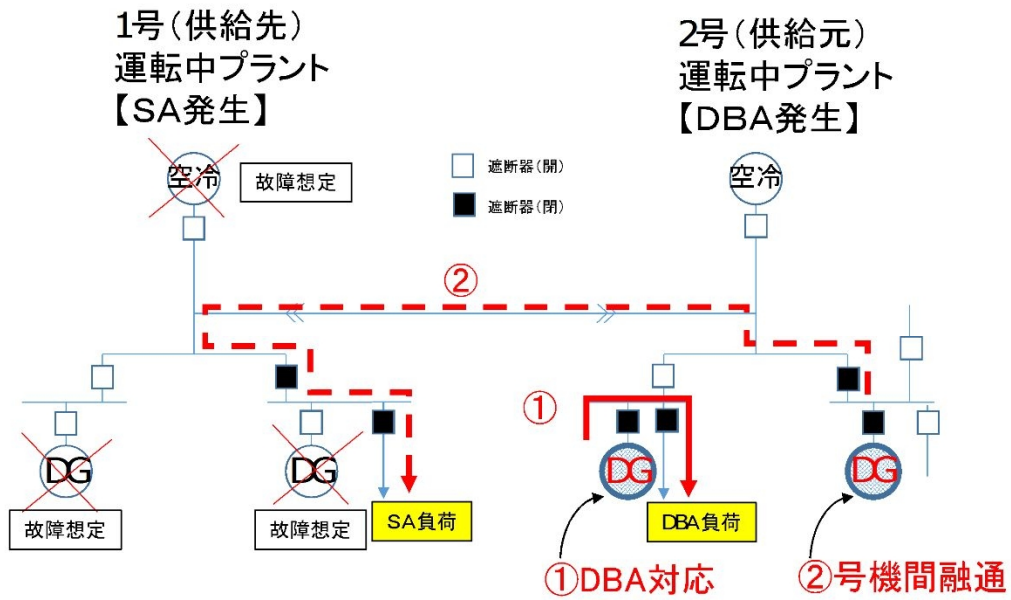 1号(供給先)
運転中プラント
【SA発生】
2号(供給元)
運転中プラント
【DBA発生】
空冷
故障想定
遮断器(開)
遮断器(閉)
空冷
②
①
DG
DG
DG
DG
故障想定
故障想定
SA負荷
DBA負荷
①DBA対応
②号機間融通